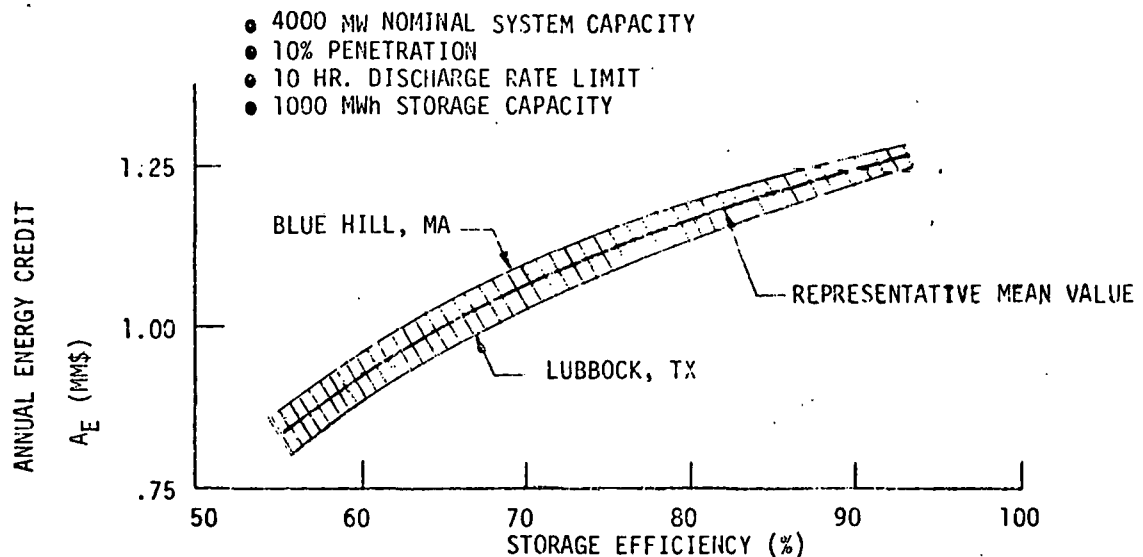 • 4000 MW NOMINAL SYSTEM CAPACITY
• 10% PENETRATION
• 10 HR. DISCHARGE RATE LIMIT
• 1000 MWh STORAGE CAPACITY
ANNUAL ENERGY CREDIT
AE (MM$)
1.25
1.00
.75
BLUE HILL, MA
REPRESENTATIVE MEAN VALUE
LUBBOCK, TX
50 60 70 80 90 100
STORAGE EFFICIENCY (%)